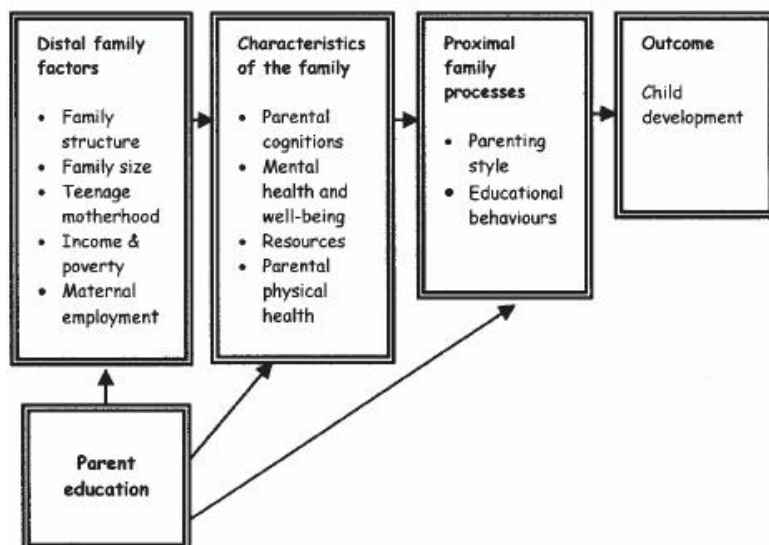 Distal family
factors
• Family
structure
• Family size
• Teenage
motherhood
• Income &
poverty
• Maternal
employment
Characteristics
of the family
• Parental
cognitions
• Mental
health and
well-being
• Resources
• Parental
physical
health
Proximal
family
processes
• Parenting
style
• Educational
behaviours
Outcome
Child
development
Parent
education